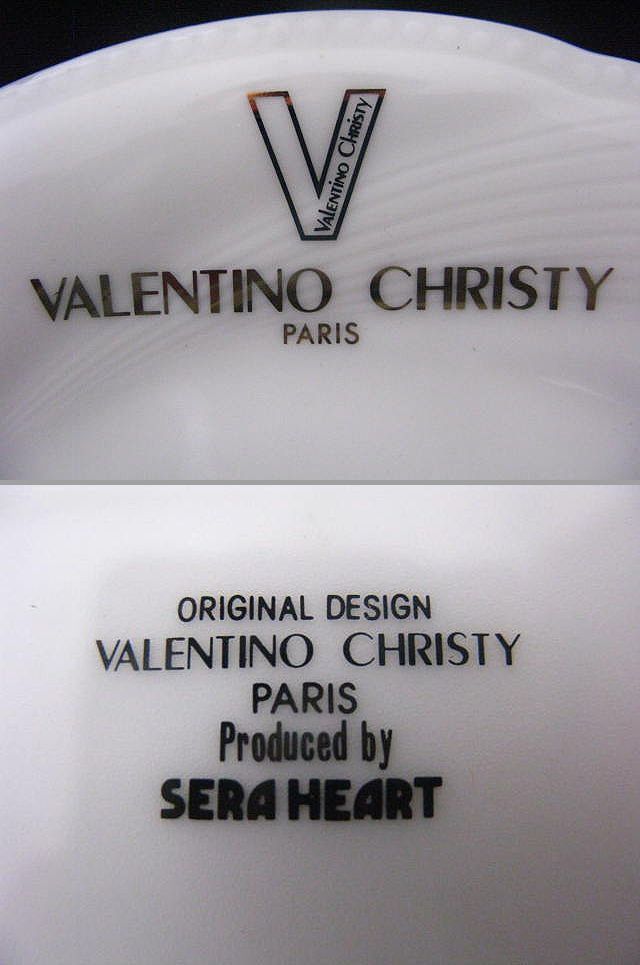 Valentino Christy
VALENTINO CHRISTY
PARIS
ORIGINAL DESIGN
VALENTINO CHRISTY
PARIS
Produced by
SERA HEART